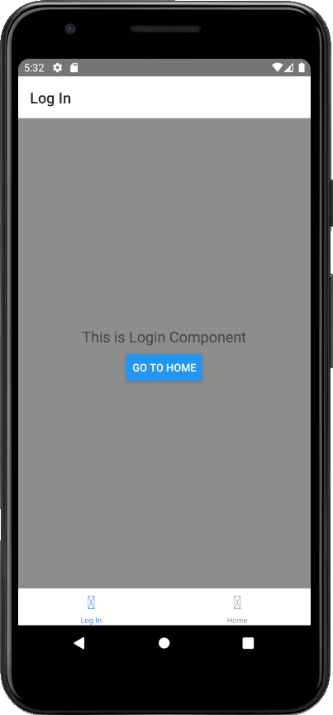 5:32
Log In
This is Login Component
GO TO HOME
Log In
Home